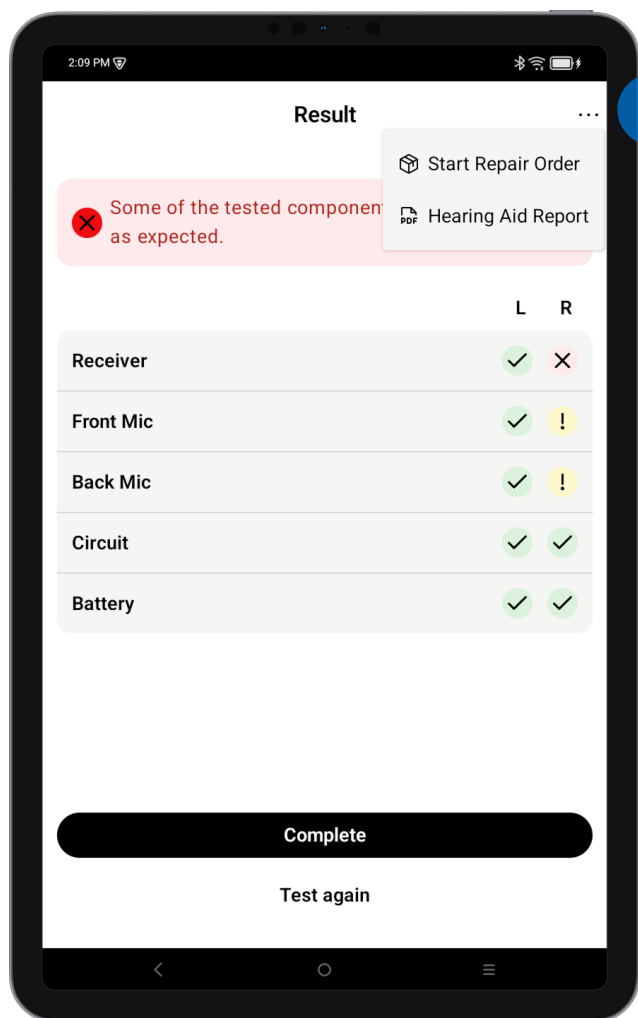 2:09 PM
Result
Start Repair Order
PDF Hearing Aid Report
Some of the tested
as expected.
L R
Receiver
Front Mic
Back Mic
Circuit
Battery
Complete
Test again